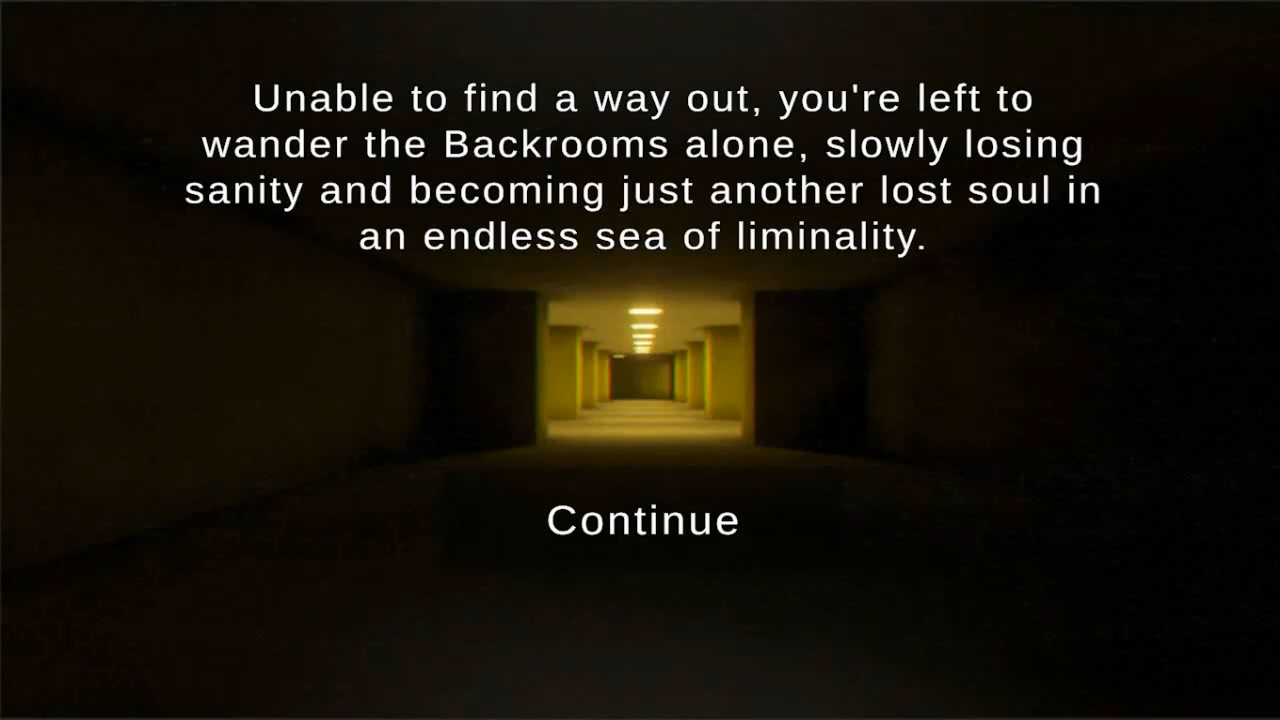 Unable to find a way out, you're left to
wander the Backrooms alone, slowly losing
sanity and becoming just another lost soul in
an endless sea of liminality.
Continue